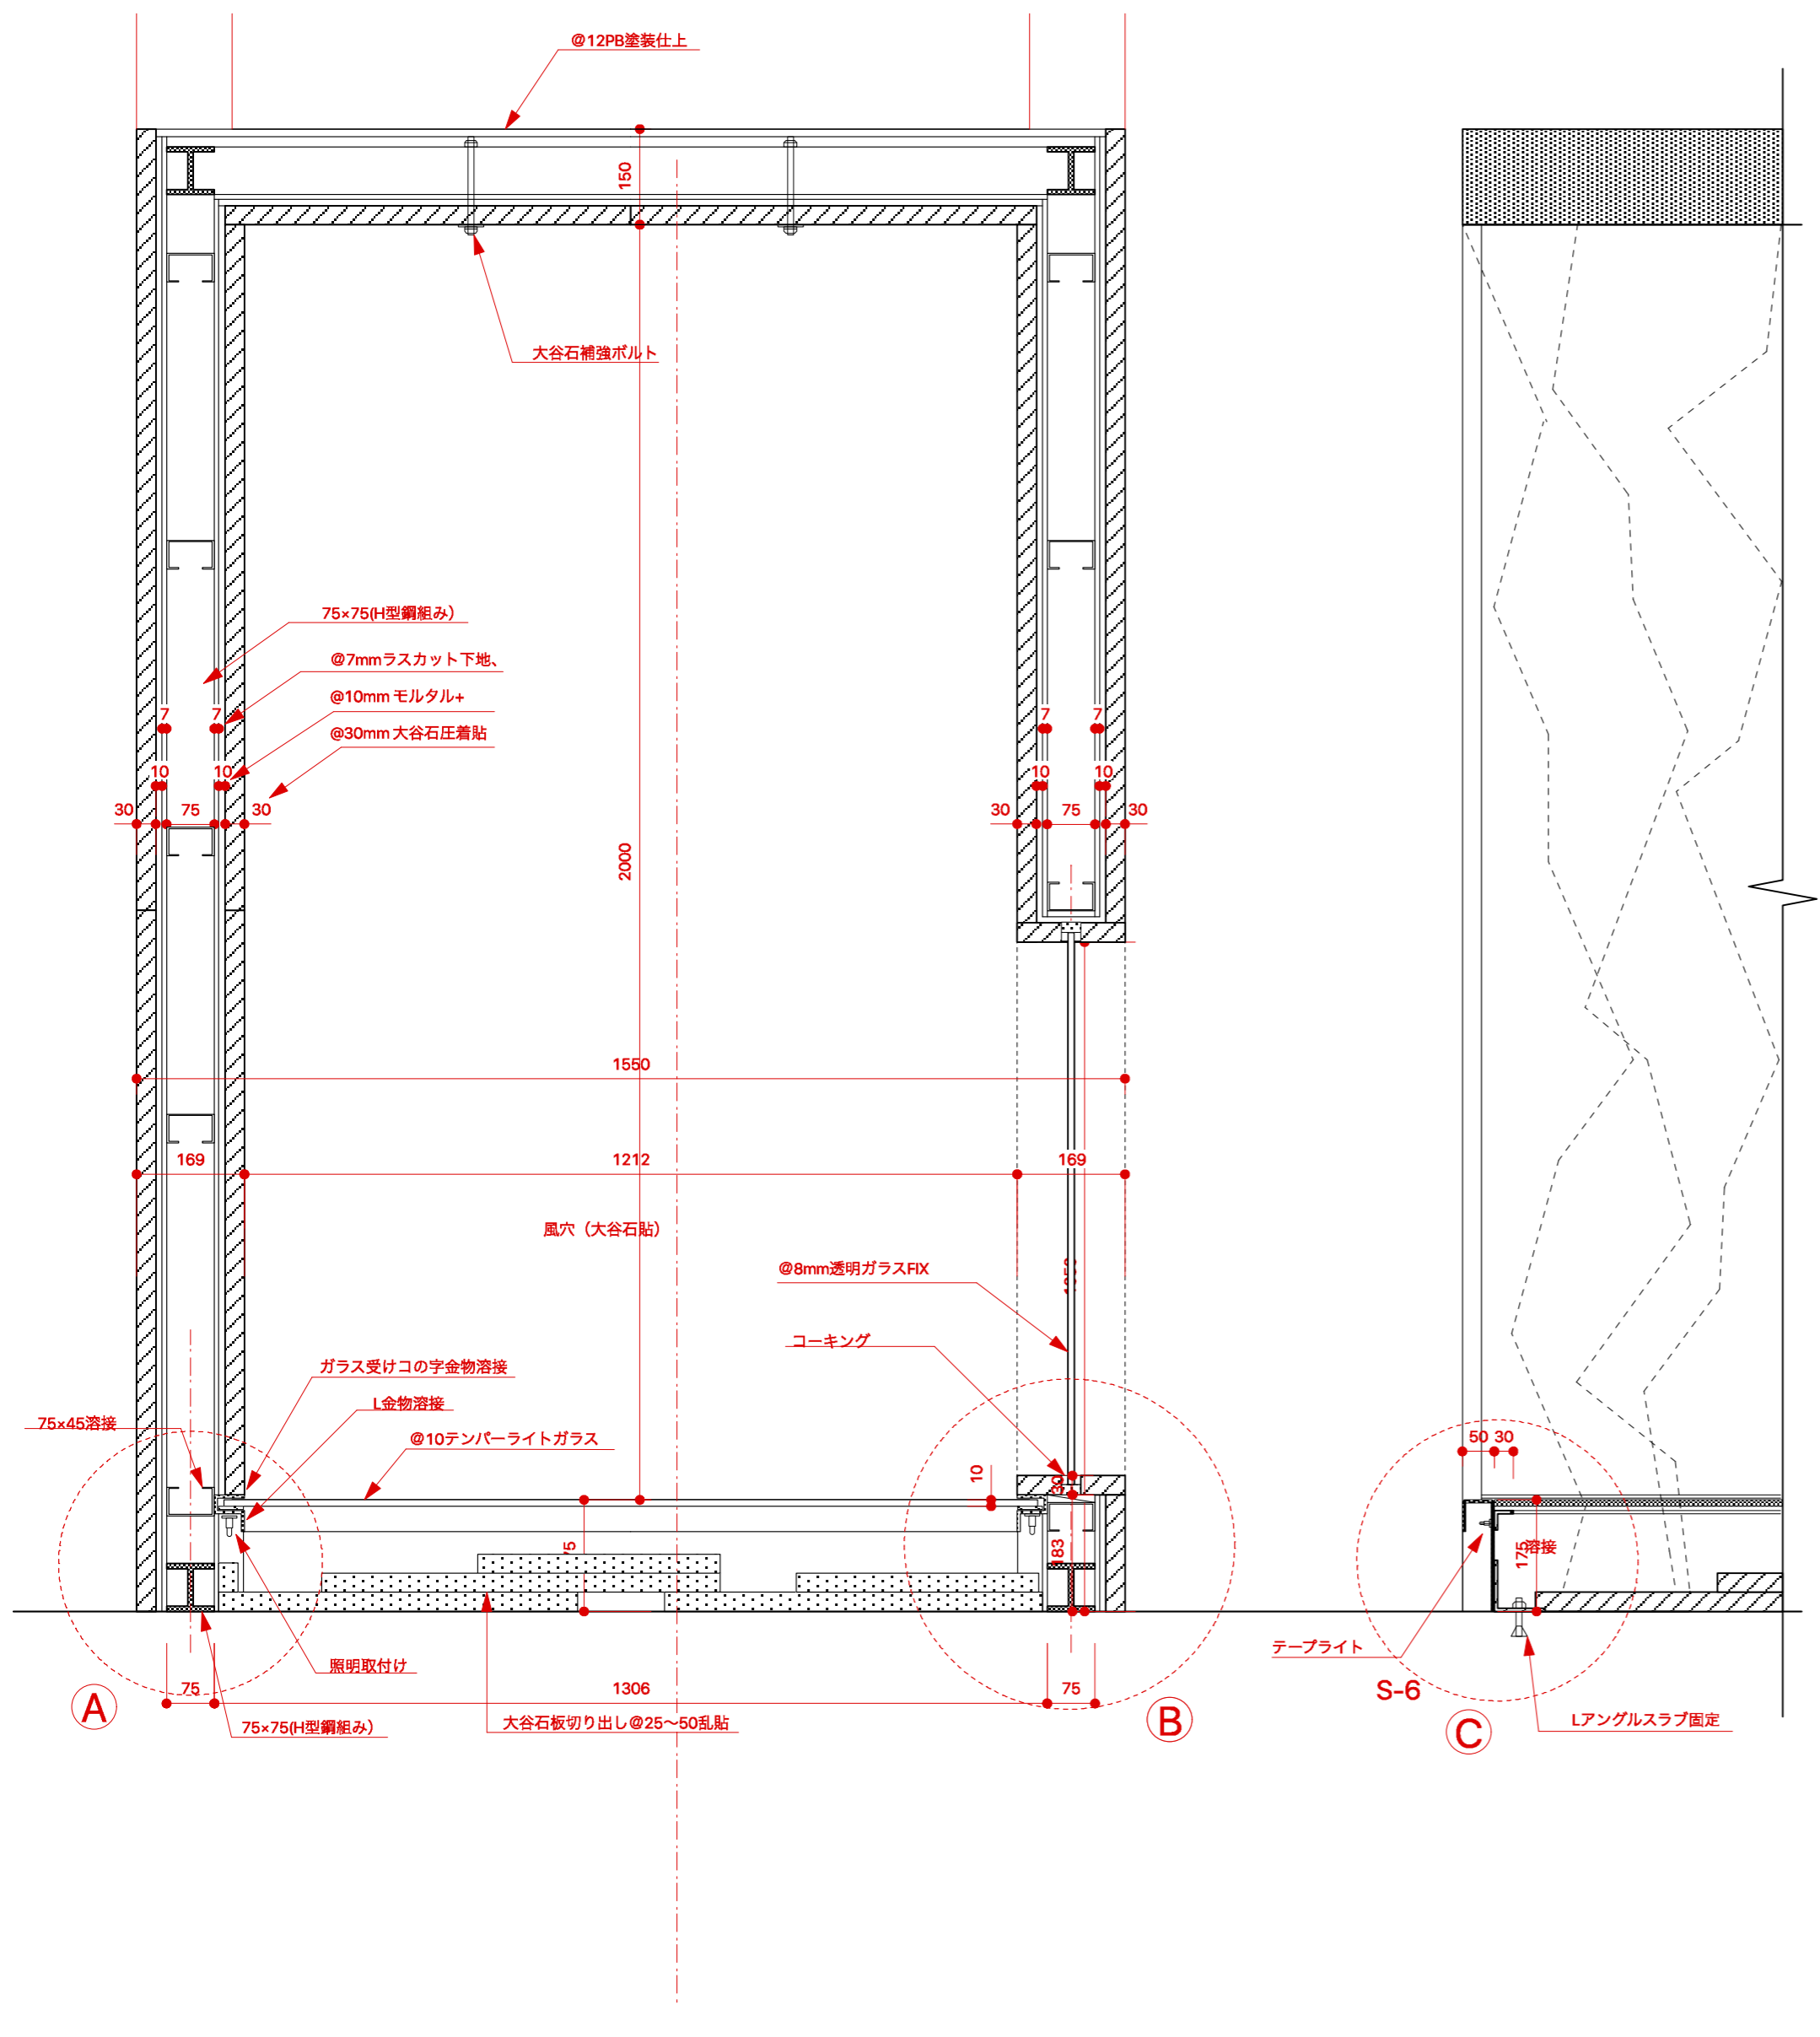 @12PB塗装仕上
150
大谷石補強ボルト
75×75(H型鋼組み）
@7mmラスカット下地、
@10mm モルタル+
@30mm 大谷石圧着貼
7
7
7
7
10
10
10
10
30
75
30
30
75
30
2000
1550
169
1212
169
風穴（大谷石貼）
@8mm透明ガラスFIX
コーキング
ガラス受けコの字金物溶接
L金物溶接
75×45溶接
@10テンパーライトガラス
50
30
10
30
183
175
溶接
テープライト
照明取付け
S-6
75
1306
75
A
B
C
75×75(H型鋼組み）
大谷石板切り出し@25〜50乱貼
Lアングルスラブ固定